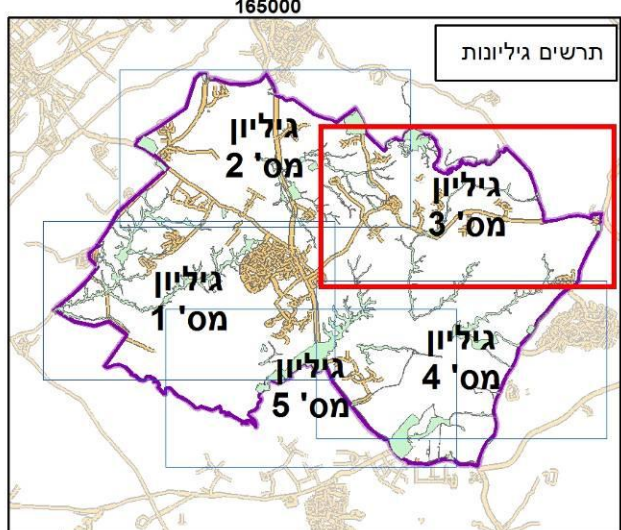 165000
תרשים גיליונות
גיליון
מס' 2
גיליון
מס' 3
גיליון
מס' 1
גיליון
מס' 4
גיליון
מס' 5